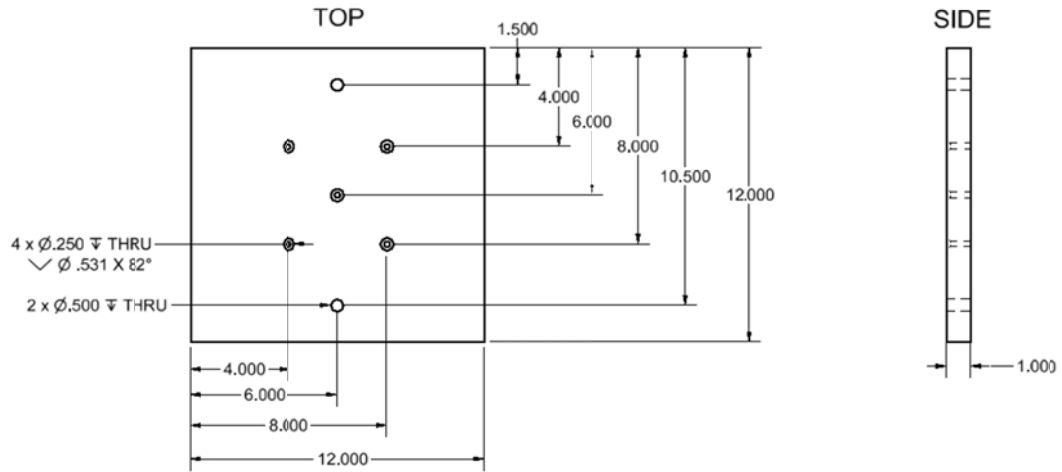 TOP
SIDE
1.500
4.000
6.000
8.000
10.500
12.000
4 x Ø.250 ↧ THRU
⌵ Ø .531 X 82°
2 x Ø.500 ↧ THRU
4.000
6.000
8.000
12.000
1.000